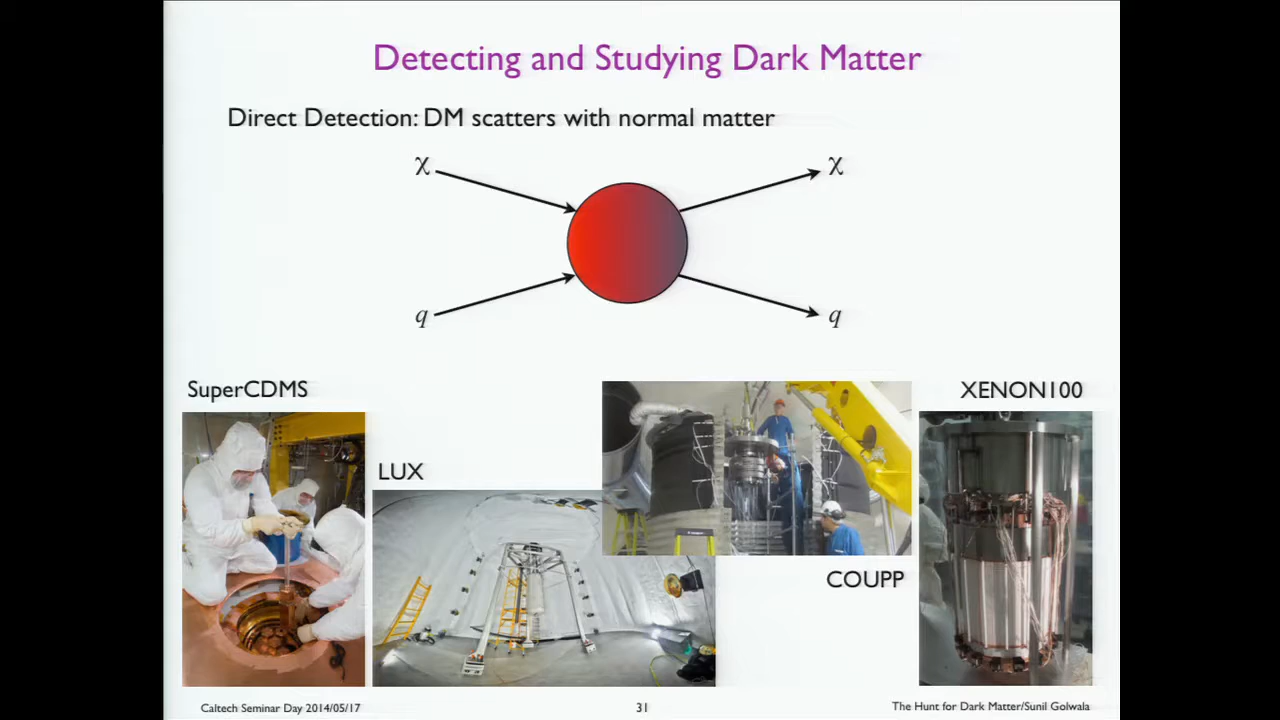 Detecting and Studying Dark Matter
Direct Detection: DM scatters with normal matter
χ
χ
q
q
SuperCDMS
XENON100
LUX
COUPP
Caltech Seminar Day 2014/05/17
31
The Hunt for Dark Matter/Sunil Golwala